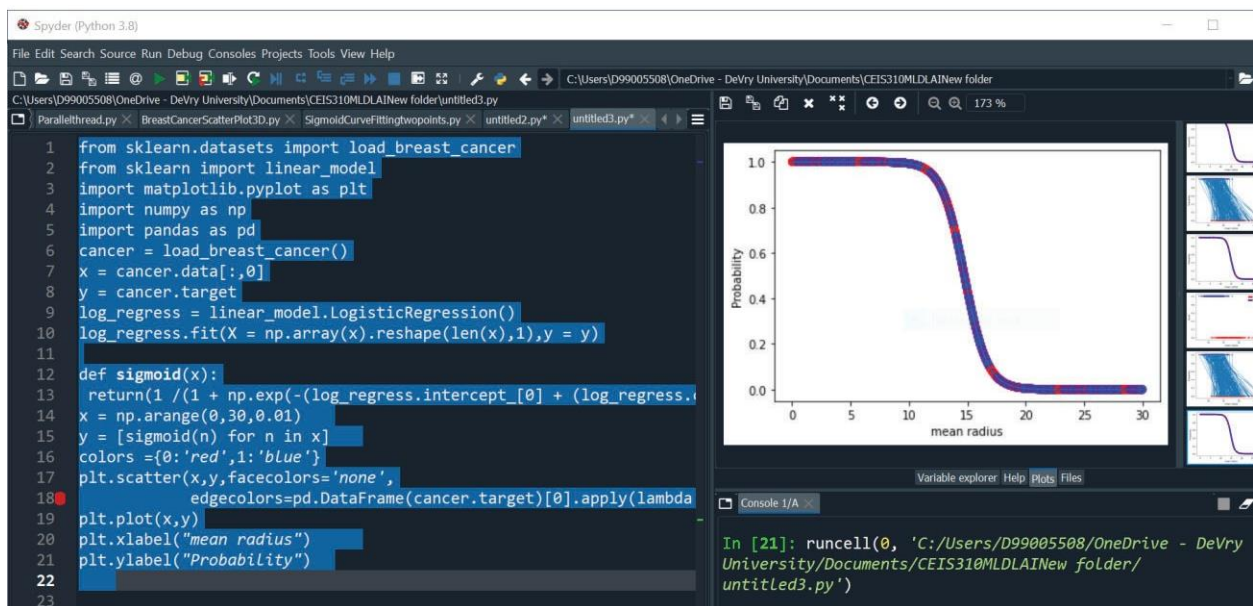 Spyder (Python 3.8)
File Edit Search Source Run Debug Consoles Projects Tools View Help
C:\Users\D99005508\OneDrive - DeVry University\Documents\CEIS310MLDLAINew folder
C:\Users\D99005508\OneDrive - DeVry University\Documents\CEIS310MLDLAINew folder\untitled3.py
Parallelthread.py BreastCancerScatterPlot3D.py SigmoidCurveFittingtwopoints.py untitled2.py* untitled3.py*
1 from sklearn.datasets import load_breast_cancer
2 from sklearn import linear_model
3 import matplotlib.pyplot as plt
4 import numpy as np
5 import pandas as pd
6 cancer = load_breast_cancer()
7 x = cancer.data[:,0]
8 y = cancer.target
9 log_regress = linear_model.LogisticRegression()
10 log_regress.fit(X = np.array(x).reshape(len(x),1),y = y)
11
12 def sigmoid(x):
13 return(1 /(1 + np.exp(-(log_regress.intercept_[0] + (log_regress.
14 x = np.arange(0,30,0.01)
15 y = [sigmoid(n) for n in x]
16 colors ={0:'red',1:'blue'}
17 plt.scatter(x,y,facecolors='none',
18 edgecolors=pd.DataFrame(cancer.target)[0].apply(lambda
19 plt.plot(x,y)
20 plt.xlabel("mean radius")
21 plt.ylabel("Probability")
22
23
173 %
1.0
0.8
0.6
0.4
0.2
0.0
Probability
0 5 10 15 20 25 30
mean radius
Variable explorer Help Plots Files
Console 1/A
In [21]: runcell(0, 'C:/Users/D99005508/OneDrive - DeVry
University/Documents/CEIS310MLDLAINew folder/
untitled3.py')